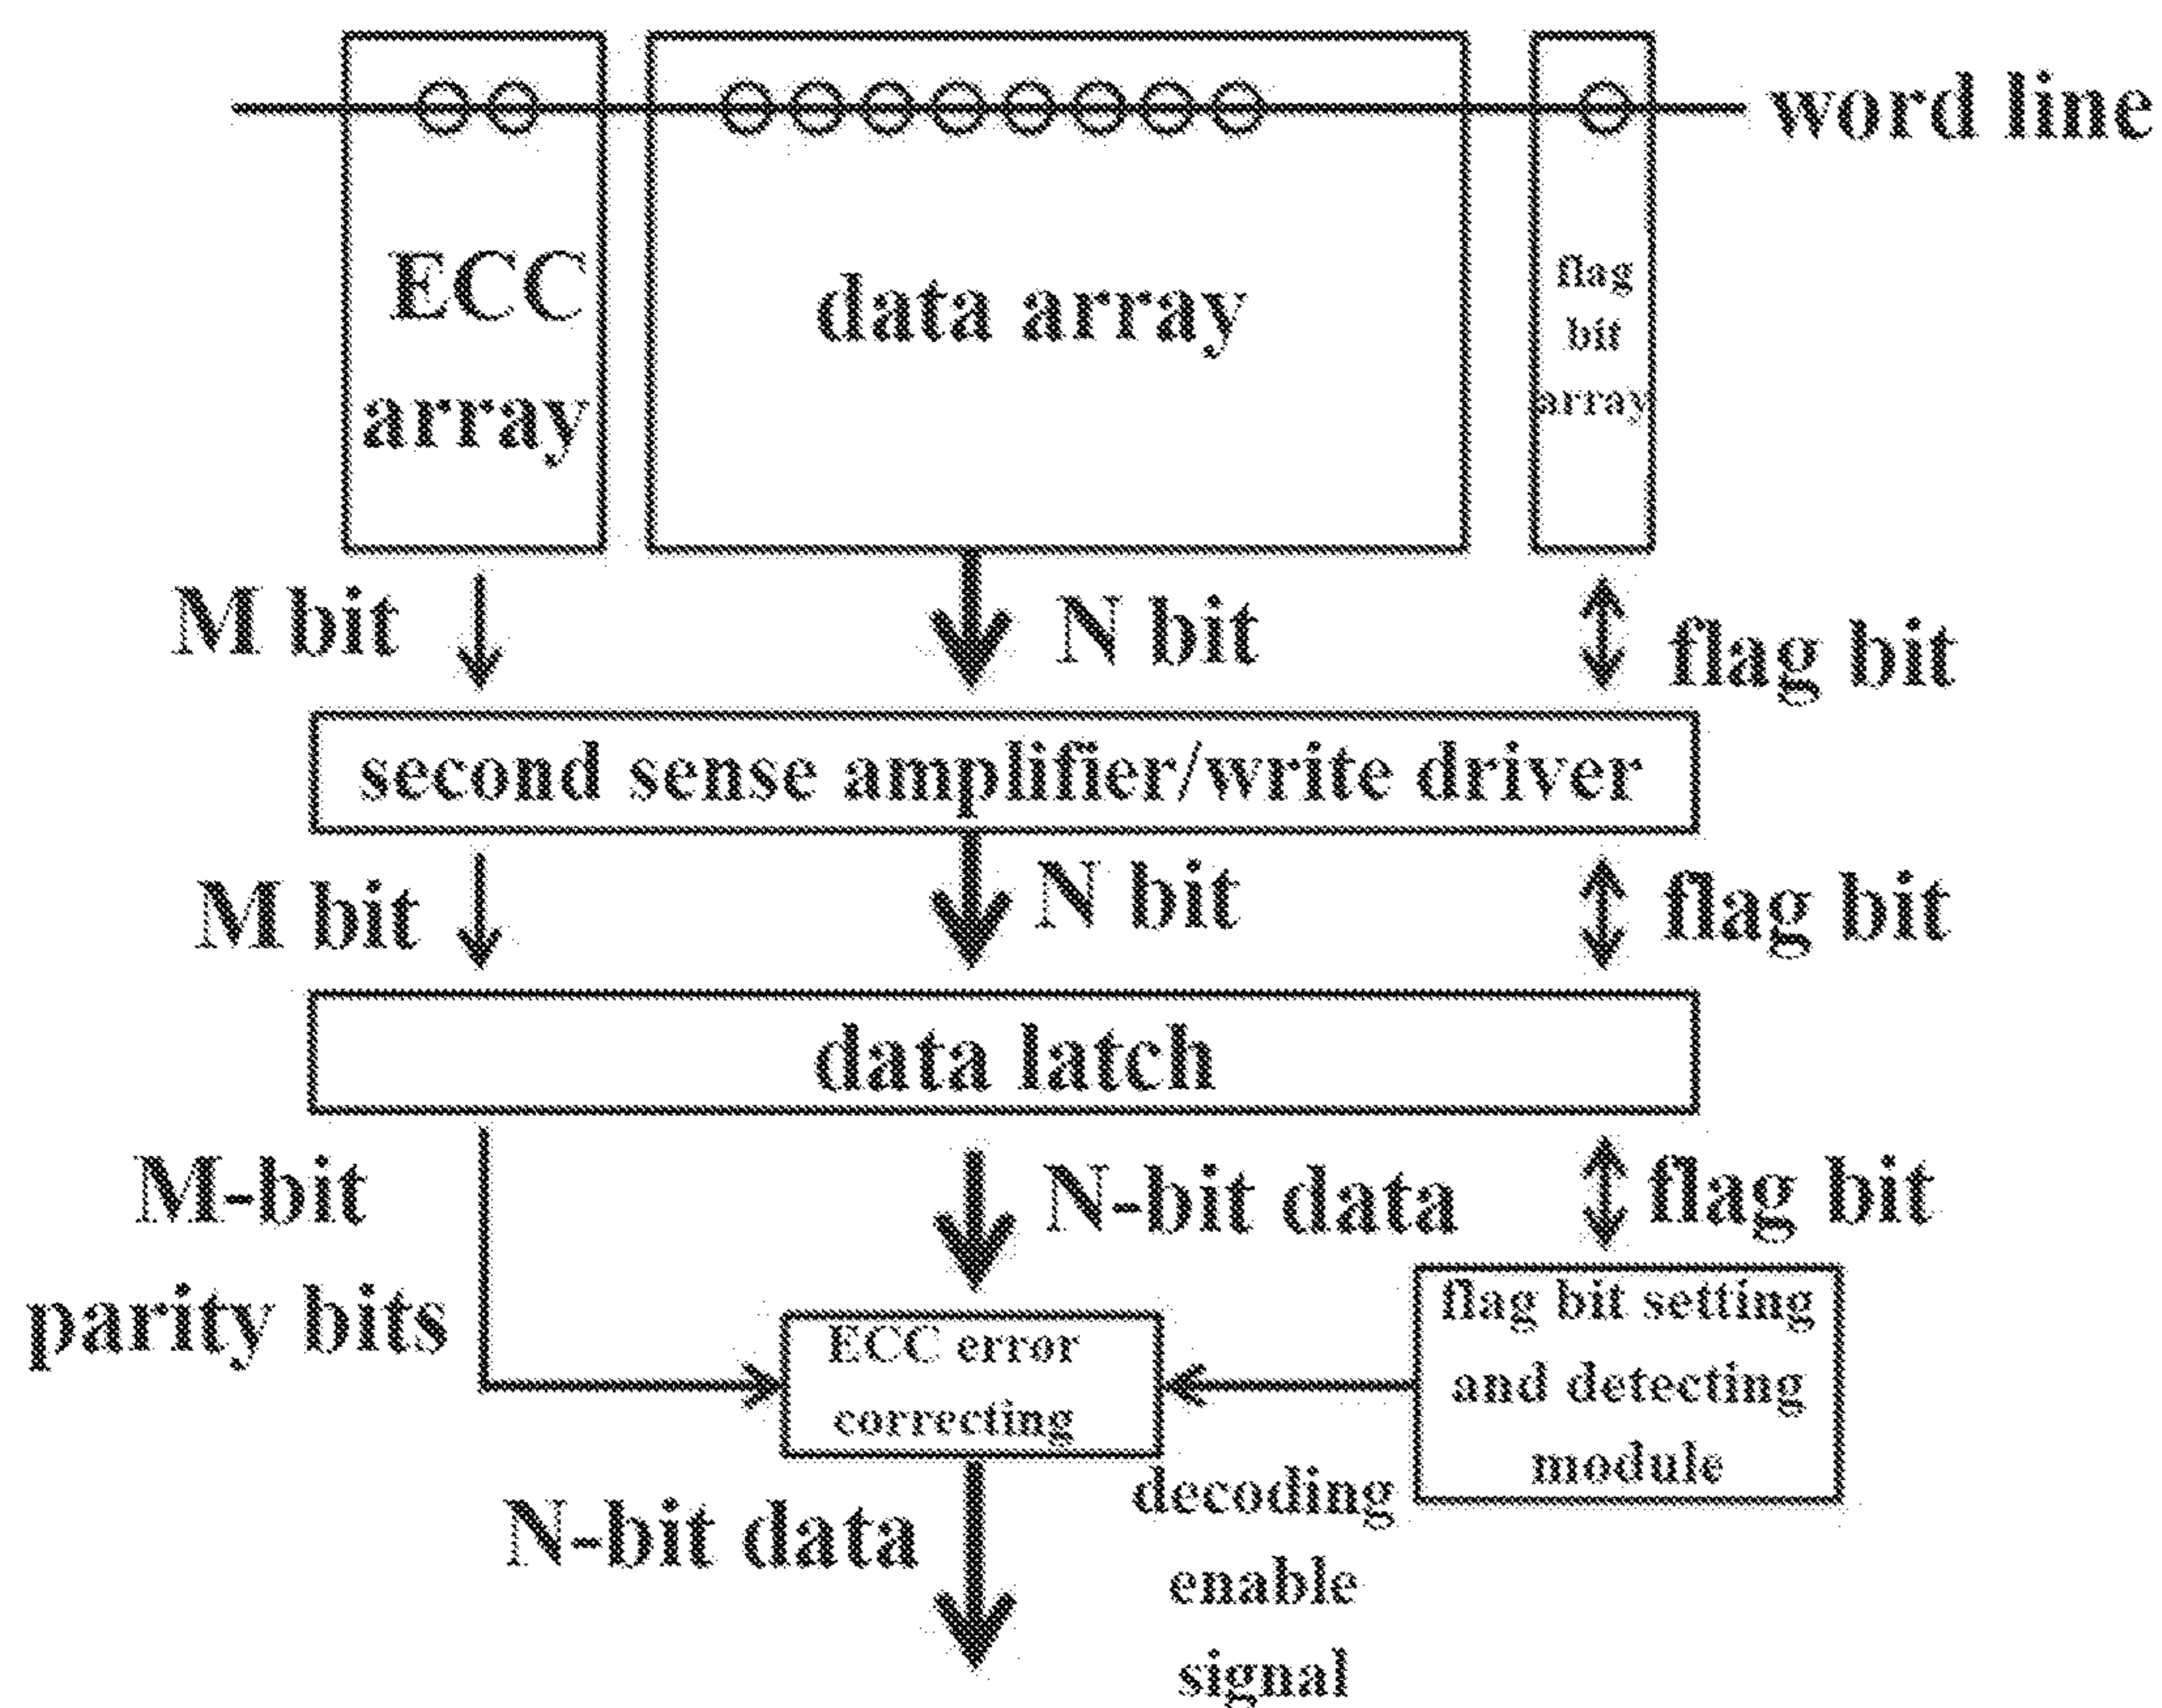 word line
ECC
array
data array
flag
bit
array
M bit
N bit
flag bit
second sense amplifier/write driver
M bit
N bit
flag bit
data latch
M-bit
parity bits
N-bit data
flag bit
ECC error
correcting
flag bit setting
and detecting
module
N-bit data
decoding
enable
signal